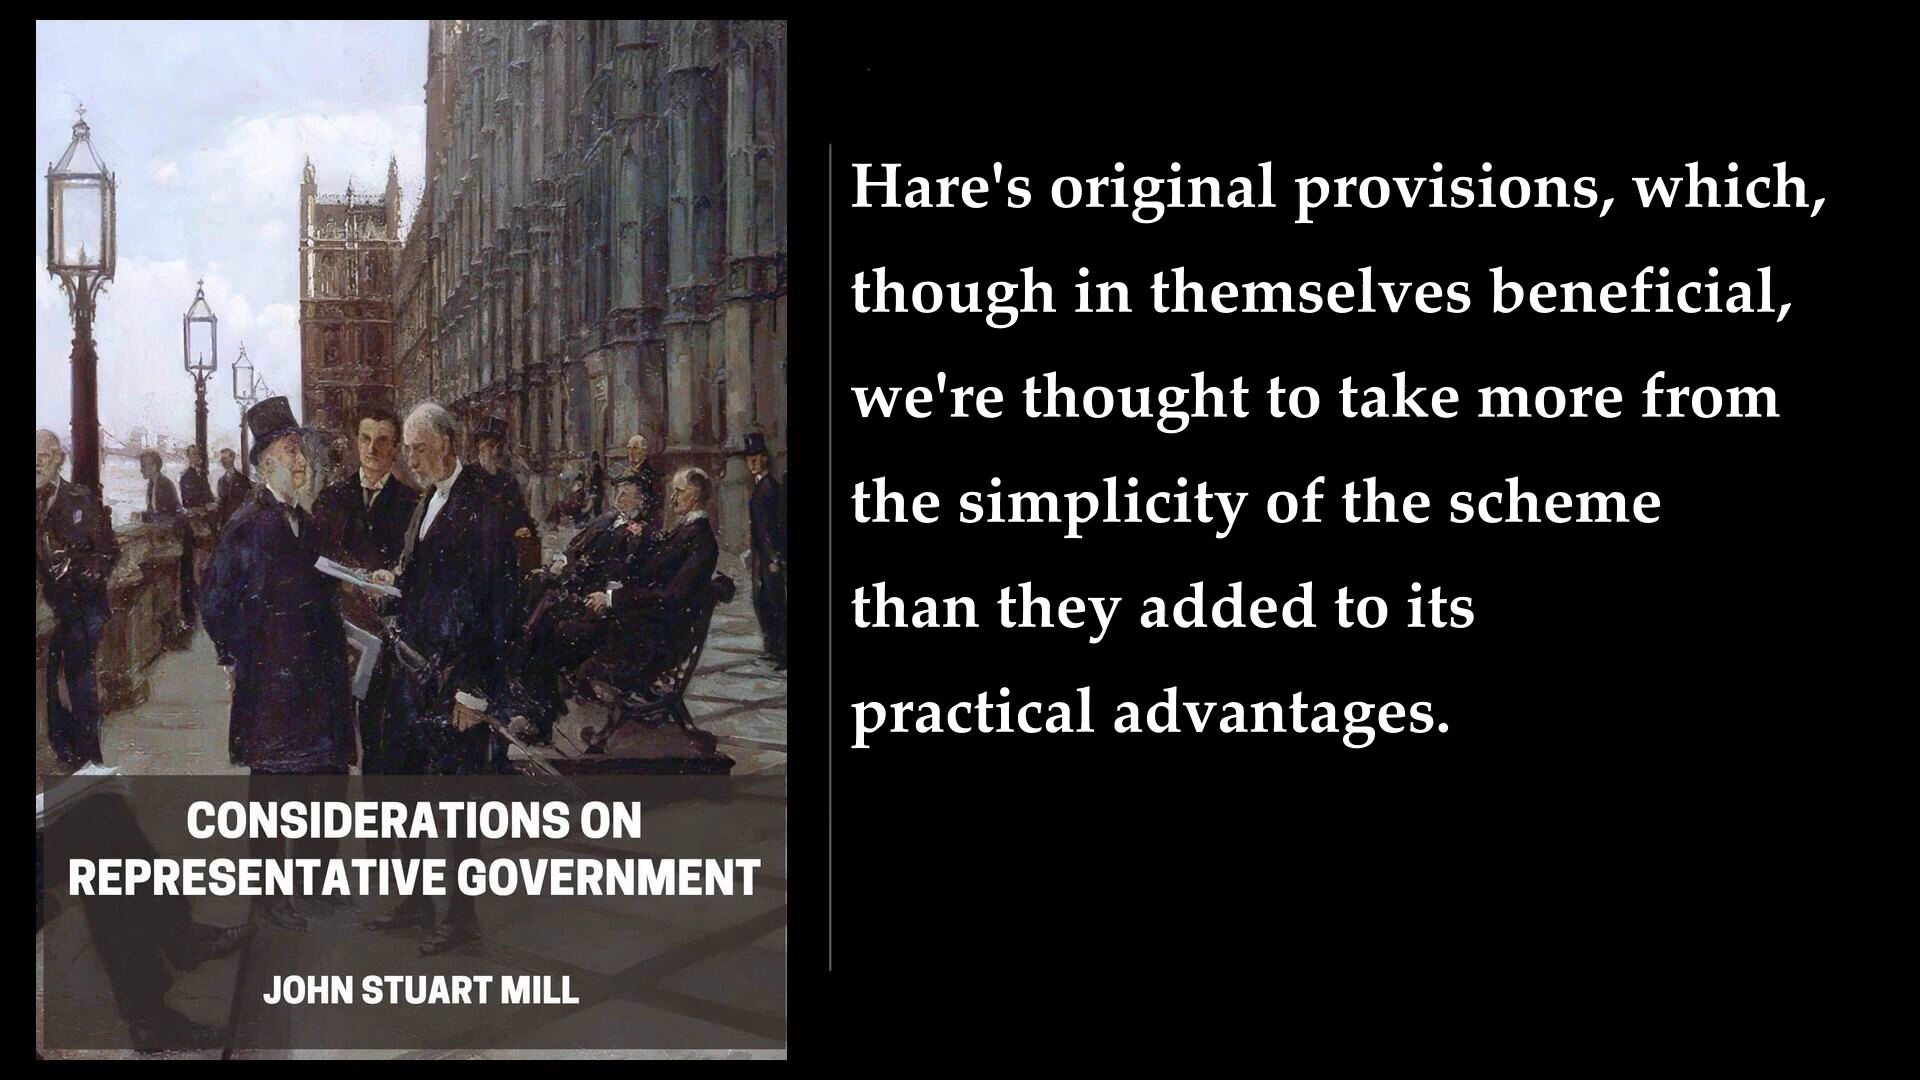 Hare's original provisions, which,
though in themselves beneficial,
we're thought to take more from
the simplicity of the scheme
than they added to its
practical advantages.
CONSIDERATIONS ON
REPRESENTATIVE GOVERNMENT
JOHN STUART MILL